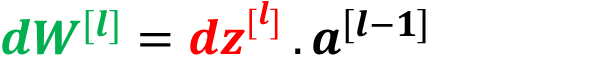 dW^[l] = dz^[l] . a^[l−1]